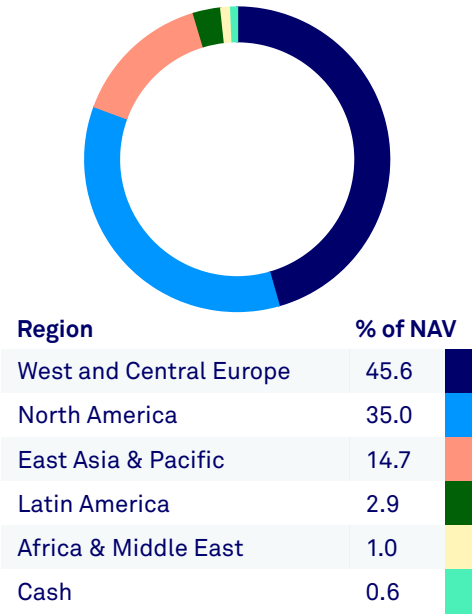 Region % of NAV
West and Central Europe 45.6
North America 35.0
East Asia & Pacific 14.7
Latin America 2.9
Africa & Middle East 1.0
Cash 0.6